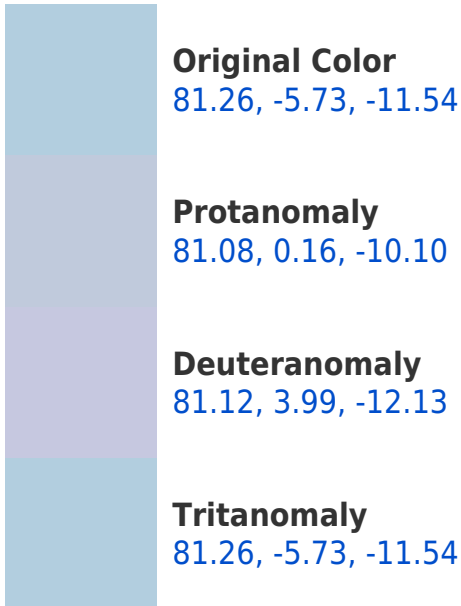 Original Color
81.26, -5.73, -11.54
Protanomaly
81.08, 0.16, -10.10
Deuteranomaly
81.12, 3.99, -12.13
Tritanomaly
81.26, -5.73, -11.54